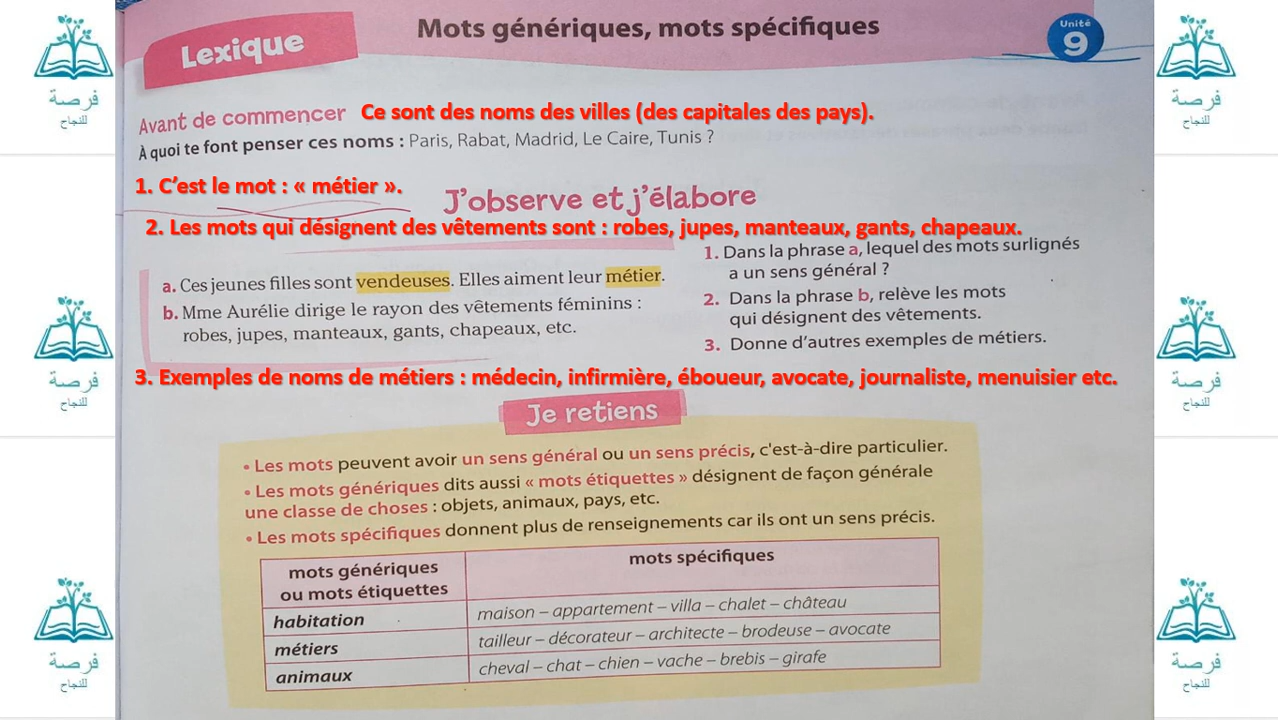 Lexique
Mots génériques, mots spécifiques
Unité
9
Avant de commencer
Ce sont des noms des villes (des capitales des pays).
À quoi te font penser ces noms : Paris, Rabat, Madrid, Le Caire, Tunis ?
1. C’est le mot : « métier ».
J’observe et j’élabore
2. Les mots qui désignent des vêtements sont : robes, jupes, manteaux, gants, chapeaux.
a. Ces jeunes filles sont vendeuses. Elles aiment leur métier.
b. Mme Aurélie dirige le rayon des vêtements féminins :
robes, jupes, manteaux, gants, chapeaux, etc.
1. Dans la phrase a, lequel des mots surlignés
a un sens général ?
2. Dans la phrase b, relève les mots
qui désignent des vêtements.
3. Donne d’autres exemples de métiers.
3. Exemples de noms de métiers : médecin, infirmière, éboueur, avocate, journaliste, menuisier etc.
Je retiens
• Les mots peuvent avoir un sens général ou un sens précis, c'est-à-dire particulier.
• Les mots génériques dits aussi « mots étiquettes » désignent de façon générale
une classe de choses : objets, animaux, pays, etc.
• Les mots spécifiques donnent plus de renseignements car ils ont un sens précis.
mots génériques
ou mots étiquettes
mots spécifiques
habitation
maison – appartement – villa – chalet – château
métiers
tailleur – décorateur – architecte – brodeuse – avocate
animaux
cheval – chat – chien – vache – brebis – girafe
فرصة
للنجاح
فرصة
للنجاح
فرصة
للنجاح
فرصة
للنجاح
فرصة
للنجاح
فرصة
للنجاح